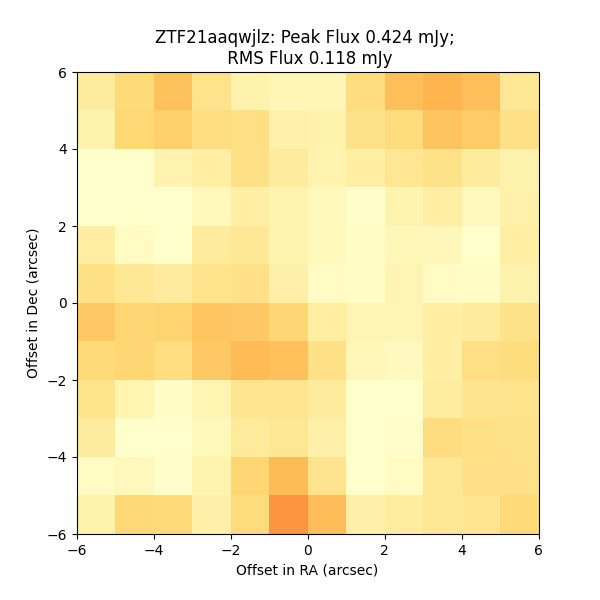 ZTF21aaqwjlz: Peak Flux 0.424 mJy;
RMS Flux 0.118 mJy
6
4
2
0
−2
−4
−6
Offset in Dec (arcsec)
−6 −4 −2 0 2 4 6
Offset in RA (arcsec)